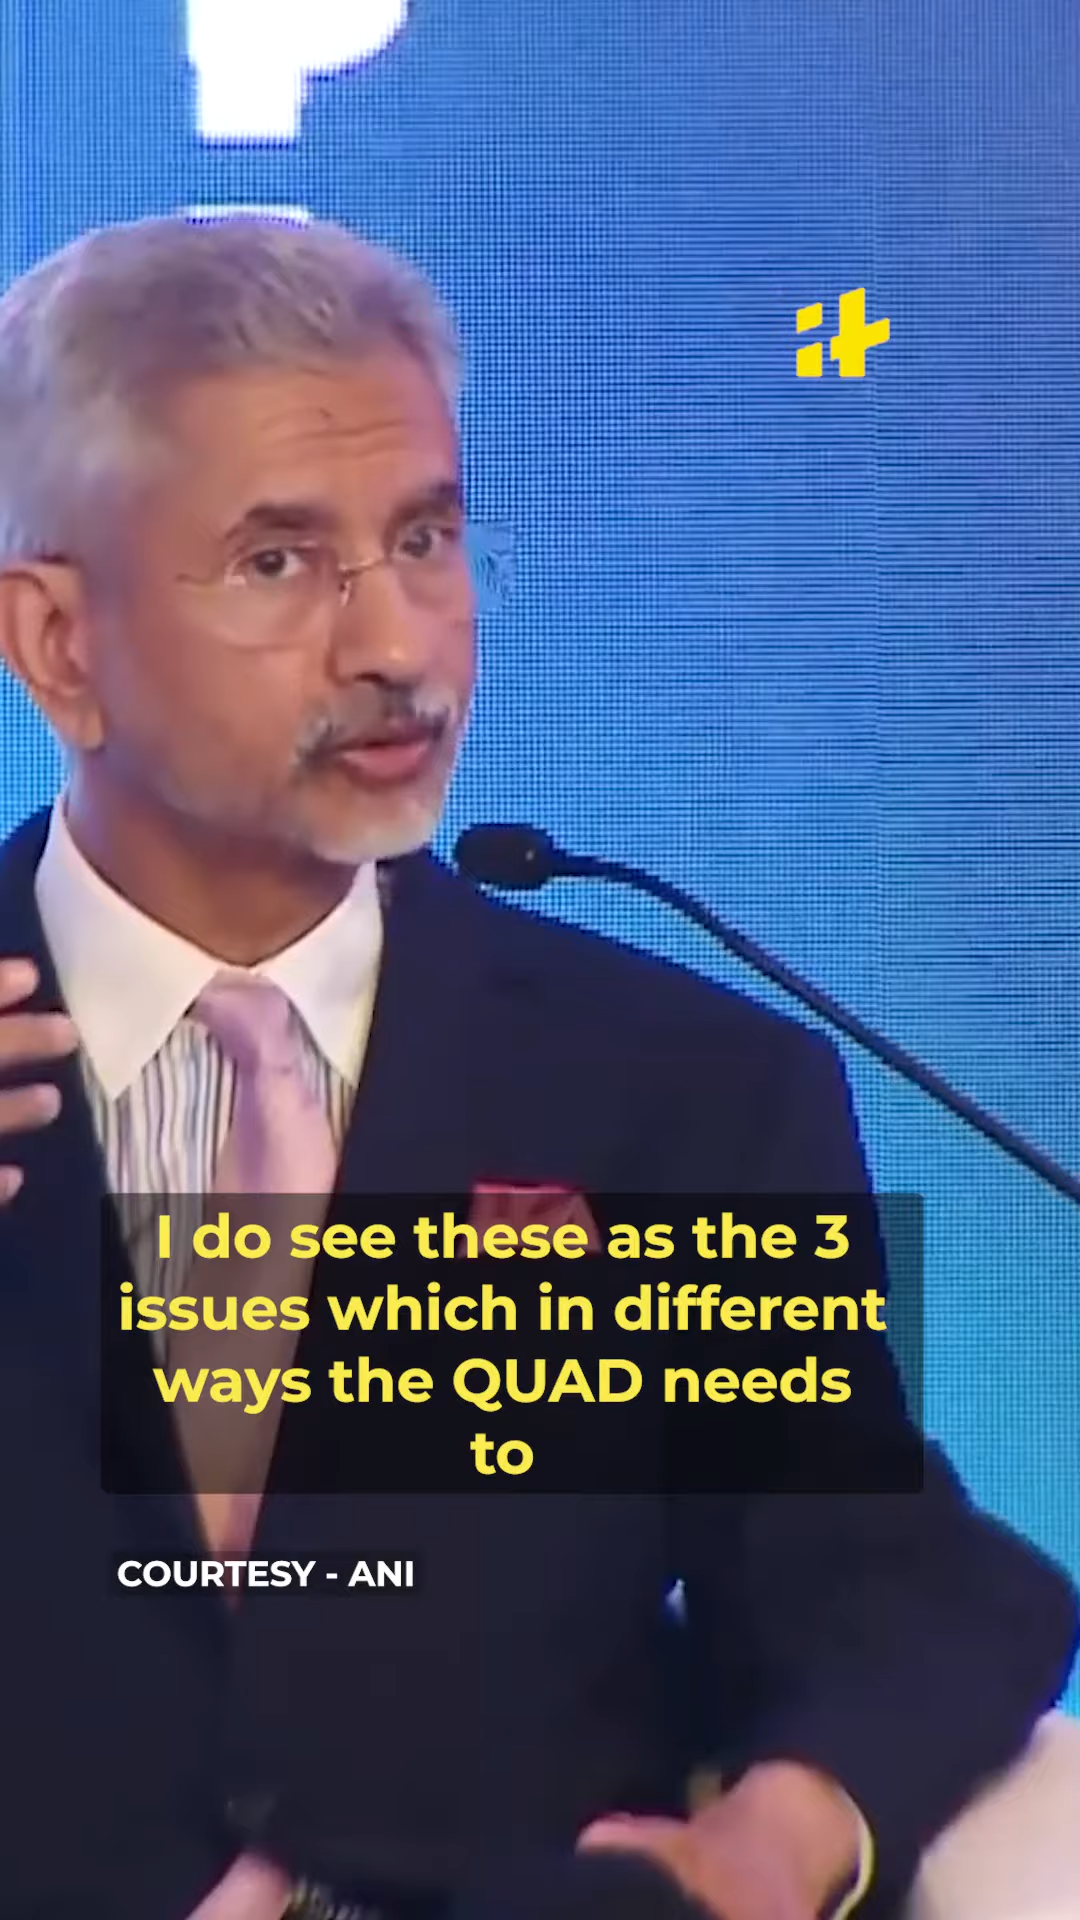 I do see these as the 3
issues which in different
ways the QUAD needs
to
COURTESY - ANI